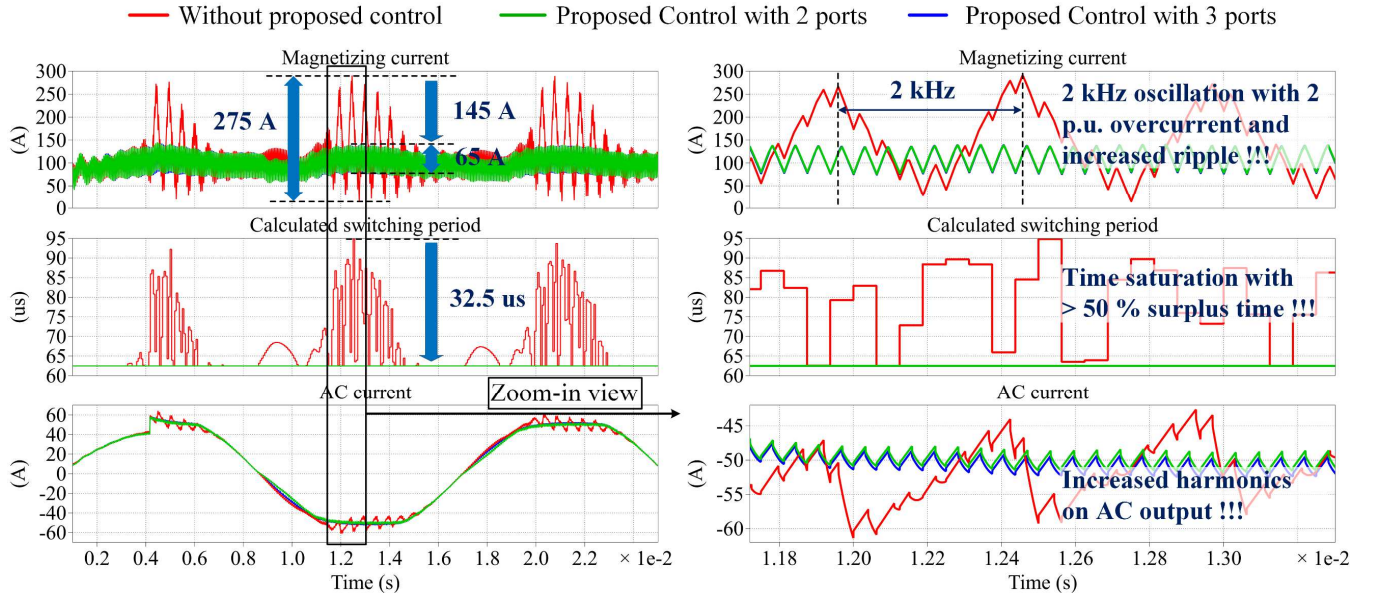 Without proposed control
Proposed Control with 2 ports
Proposed Control with 3 ports
Magnetizing current
300
250
200
150
100
50
0
(A)
275 A
145 A
65 A
Calculated switching period
95
90
85
80
75
70
65
60
(us)
32.5 us
AC current
60
40
20
0
-20
-40
-60
(A)
Zoom-in view
0.2
0.4
0.6
0.8
1.0
1.2
1.4
1.6
1.8
2.0
2.2
× 1e-2
Time (s)
Magnetizing current
300
250
200
150
100
50
0
(A)
2 kHz
2 kHz oscillation with 2
p.u. overcurrent and
increased ripple !!!
Calculated switching period
95
90
85
80
75
70
65
60
(us)
Time saturation with
> 50 % surplus time !!!
AC current
-45
-50
-55
-60
(A)
Increased harmonics
on AC output !!!
1.18
1.20
1.22
1.24
1.26
1.28
1.30
× 1e-2
Time (s)